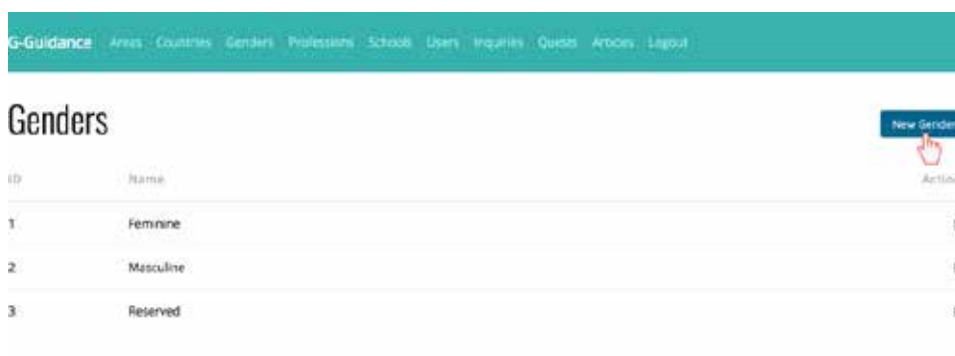 G-Guidance Areas Countries Genders Professions Schools Users Inquiries Quests Articles Logout
Genders
New Gender
ID Name Action
1 Feminine
2 Masculine
3 Reserved